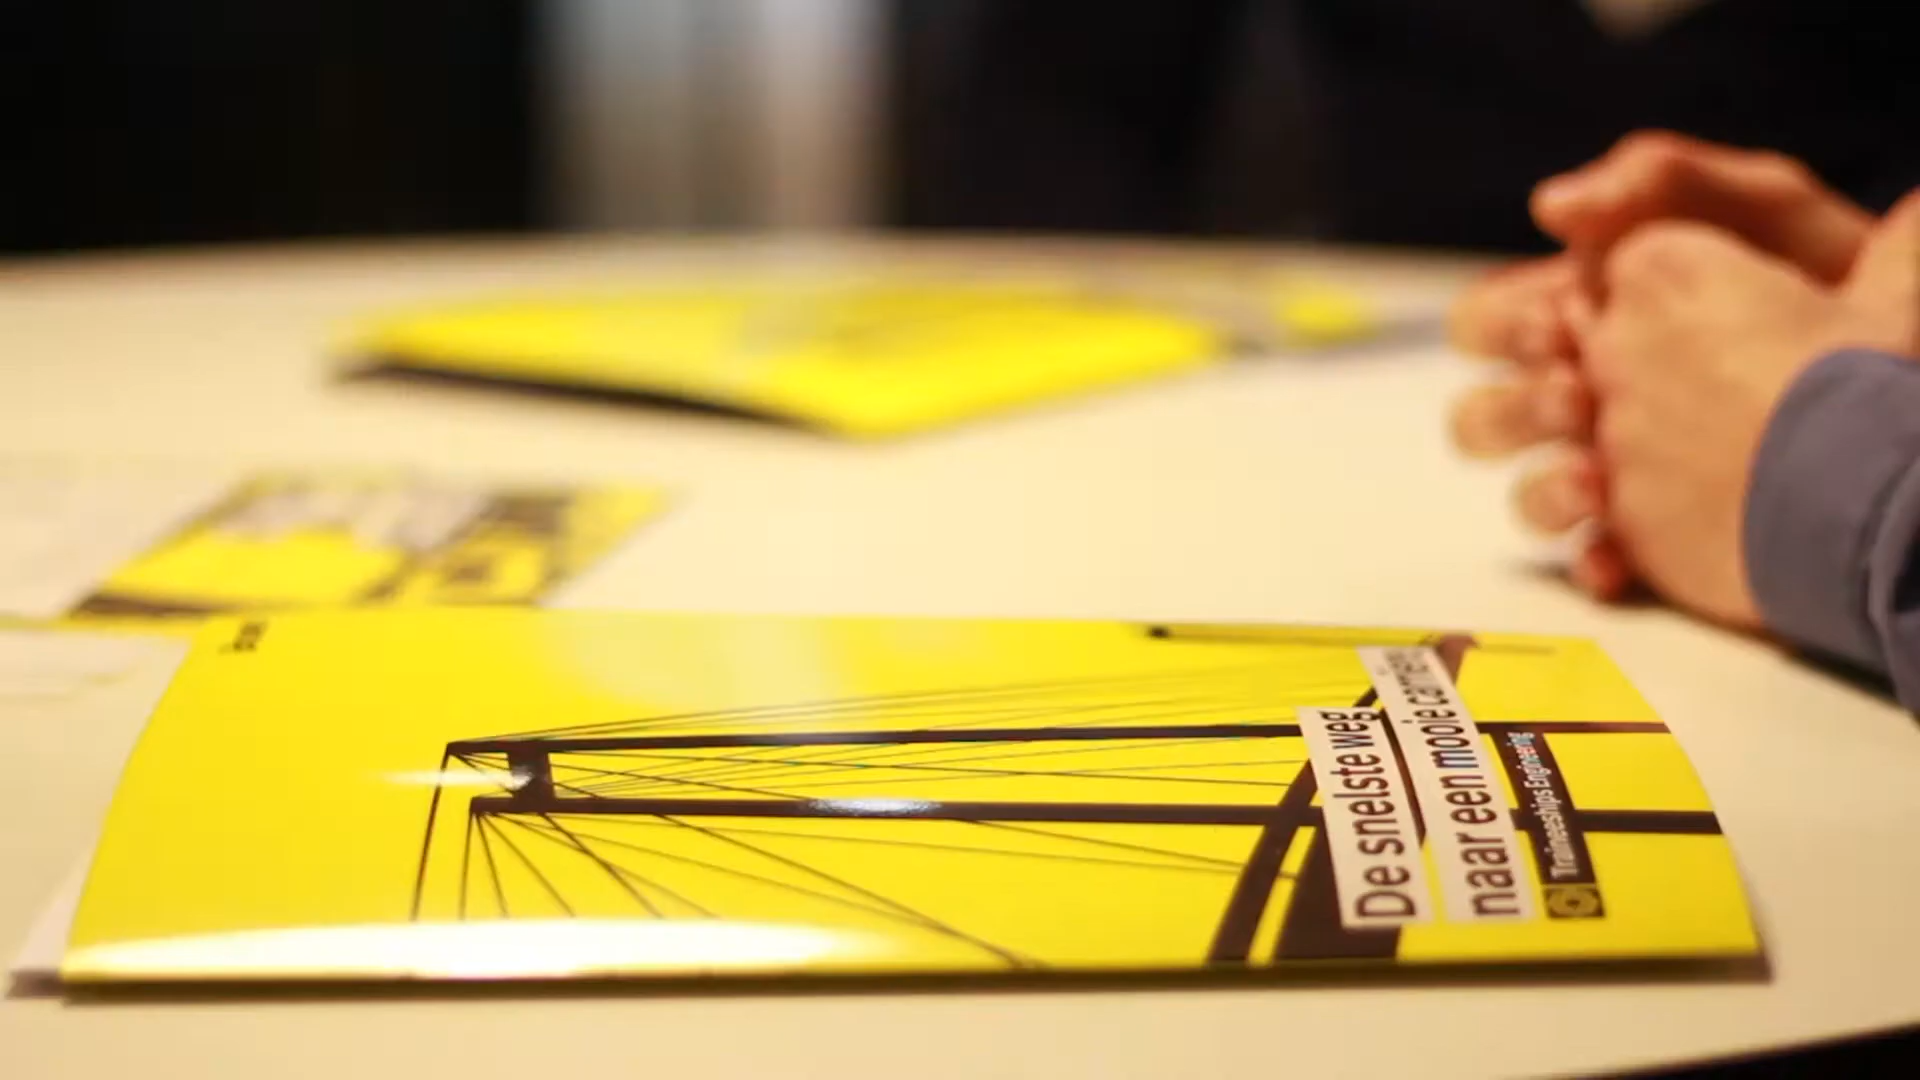 De snelste weg
naar een mooie carrière
Traineeships Engineering